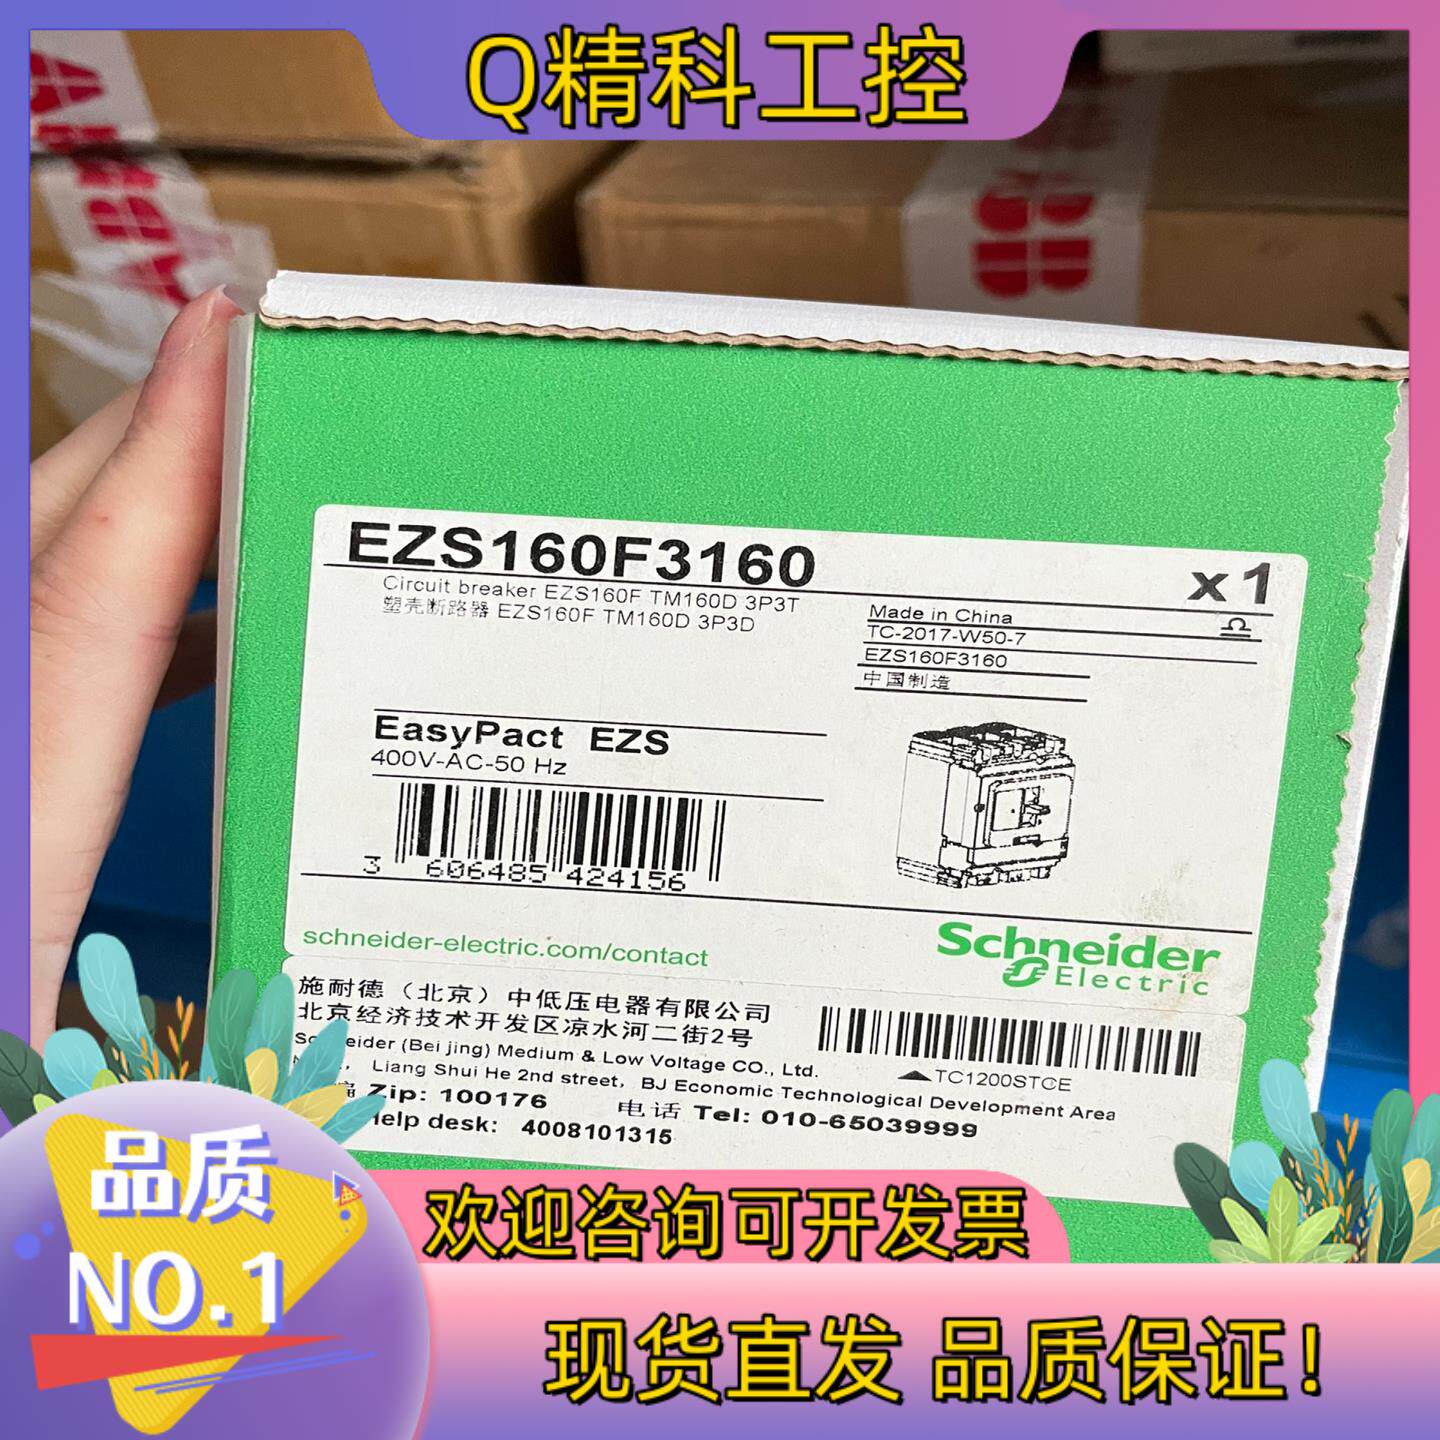 Q精科工控
ABB
EZS160F3160
x1
Circuit breaker EZS160F TM160D 3P3T
塑壳断路器 EZS160F TM160D 3P3D
Made in China
TC-2017-W50-7
EZS160F3160
中国制造
EasyPact EZS
400V-AC-50 Hz
3 606485 424156
schneider-electric.com/contact
Schneider
Electric
施耐德（北京）中低压电器有限公司
北京经济技术开发区凉水河二街2号
Schneider (Beijing) Medium & Low Voltage CO., Ltd.
Liang Shui He 2nd street, BJ Economic Technological Development Area
TC1200STCE
编 Zip: 100176 电话 Tel: 010-65039999
Help desk: 4008101315
品质
NO.1
欢迎咨询可开发票
现货直发 品质保证!